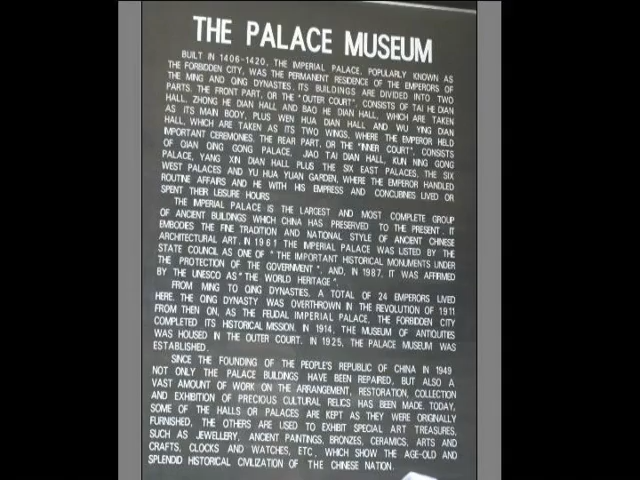 THE PALACE MUSEUM
BUILT IN 1406-1420, THE IMPERIAL PALACE, POPULARLY KNOWN AS
THE FORBIDDEN CITY, WAS THE PERMANENT RESIDENCE OF THE EMPERORS OF
THE MING AND QING DYNASTIES. ITS BUILDINGS ARE DIVIDED INTO TWO
PARTS. THE FRONT PART, OR THE "OUTER COURT", CONSISTS OF TAI HE DIAN
HALL, ZHONG HE DIAN HALL AND BAO HE DIAN HALL, WHICH ARE TAKEN
AS ITS MAIN BODY, PLUS WEN HUA DIAN HALL AND WU YING DIAN
HALL, WHICH ARE TAKEN AS ITS TWO WINGS, WHERE THE EMPEROR HELD
IMPORTANT CEREMONIES. THE REAR PART, OR THE "INNER COURT", CONSISTS
OF QIAN QING GONG PALACE, JIAO TAI DIAN HALL, KUN NING GONG
PALACE, YANG XIN DIAN HALL PLUS THE SIX EAST PALACES, THE SIX
WEST PALACES AND YU HUA YUAN GARDEN, WHERE THE EMPEROR HANDLED
ROUTINE AFFAIRS AND HE WITH HIS EMPRESS AND CONCUBINES LIVED OR
SPENT THEIR LEISURE HOURS
THE IMPERIAL PALACE IS THE LARGEST AND MOST COMPLETE GROUP
OF ANCIENT BUILDINGS WHICH CHINA HAS PRESERVED TO THE PRESENT. IT
EMBODIES THE FINE TRADITION AND NATIONAL STYLE OF ANCIENT CHINESE
ARCHITECTURAL ART. IN 1961 THE IMPERIAL PALACE WAS LISTED BY THE
STATE COUNCIL AS ONE OF "THE IMPORTANT HISTORICAL MONUMENTS UNDER
THE PROTECTION OF THE GOVERNMENT", AND, IN 1987, IT WAS AFFIRMED
BY THE UNESCO AS "THE WORLD HERITAGE".
FROM MING TO QING DYNASTIES, A TOTAL OF 24 EMPERORS LIVED
HERE. THE QING DYNASTY WAS OVERTHROWN IN THE REVOLUTION OF 1911
FROM THEN ON, AS THE FEUDAL IMPERIAL PALACE, THE FORBIDDEN CITY
COMPLETED ITS HISTORICAL MISSION. IN 1914, THE MUSEUM OF ANTIQUITIES
WAS HOUSED IN THE OUTER COURT. IN 1925, THE PALACE MUSEUM WAS
ESTABLISHED.
SINCE THE FOUNDING OF THE PEOPLE'S REPUBLIC OF CHINA IN 1949
NOT ONLY THE PALACE BUILDINGS HAVE BEEN REPAIRED, BUT ALSO A
VAST AMOUNT OF WORK ON THE ARRANGEMENT, RESTORATION, COLLECTION
AND EXHIBITION OF PRECIOUS CULTURAL RELICS HAS BEEN MADE. TODAY,
SOME OF THE HALLS OR PALACES ARE KEPT AS THEY WERE ORIGINALLY
FURNISHED, THE OTHERS ARE USED TO EXHIBIT SPECIAL ART TREASURES,
SUCH AS JEWELLERY, ANCIENT PAINTINGS, BRONZES, CERAMICS, ARTS AND
CRAFTS, CLOCKS AND WATCHES, ETC., WHICH SHOW THE AGE-OLD AND
SPLENDID HISTORICAL CIVILIZATION OF THE CHINESE NATION.